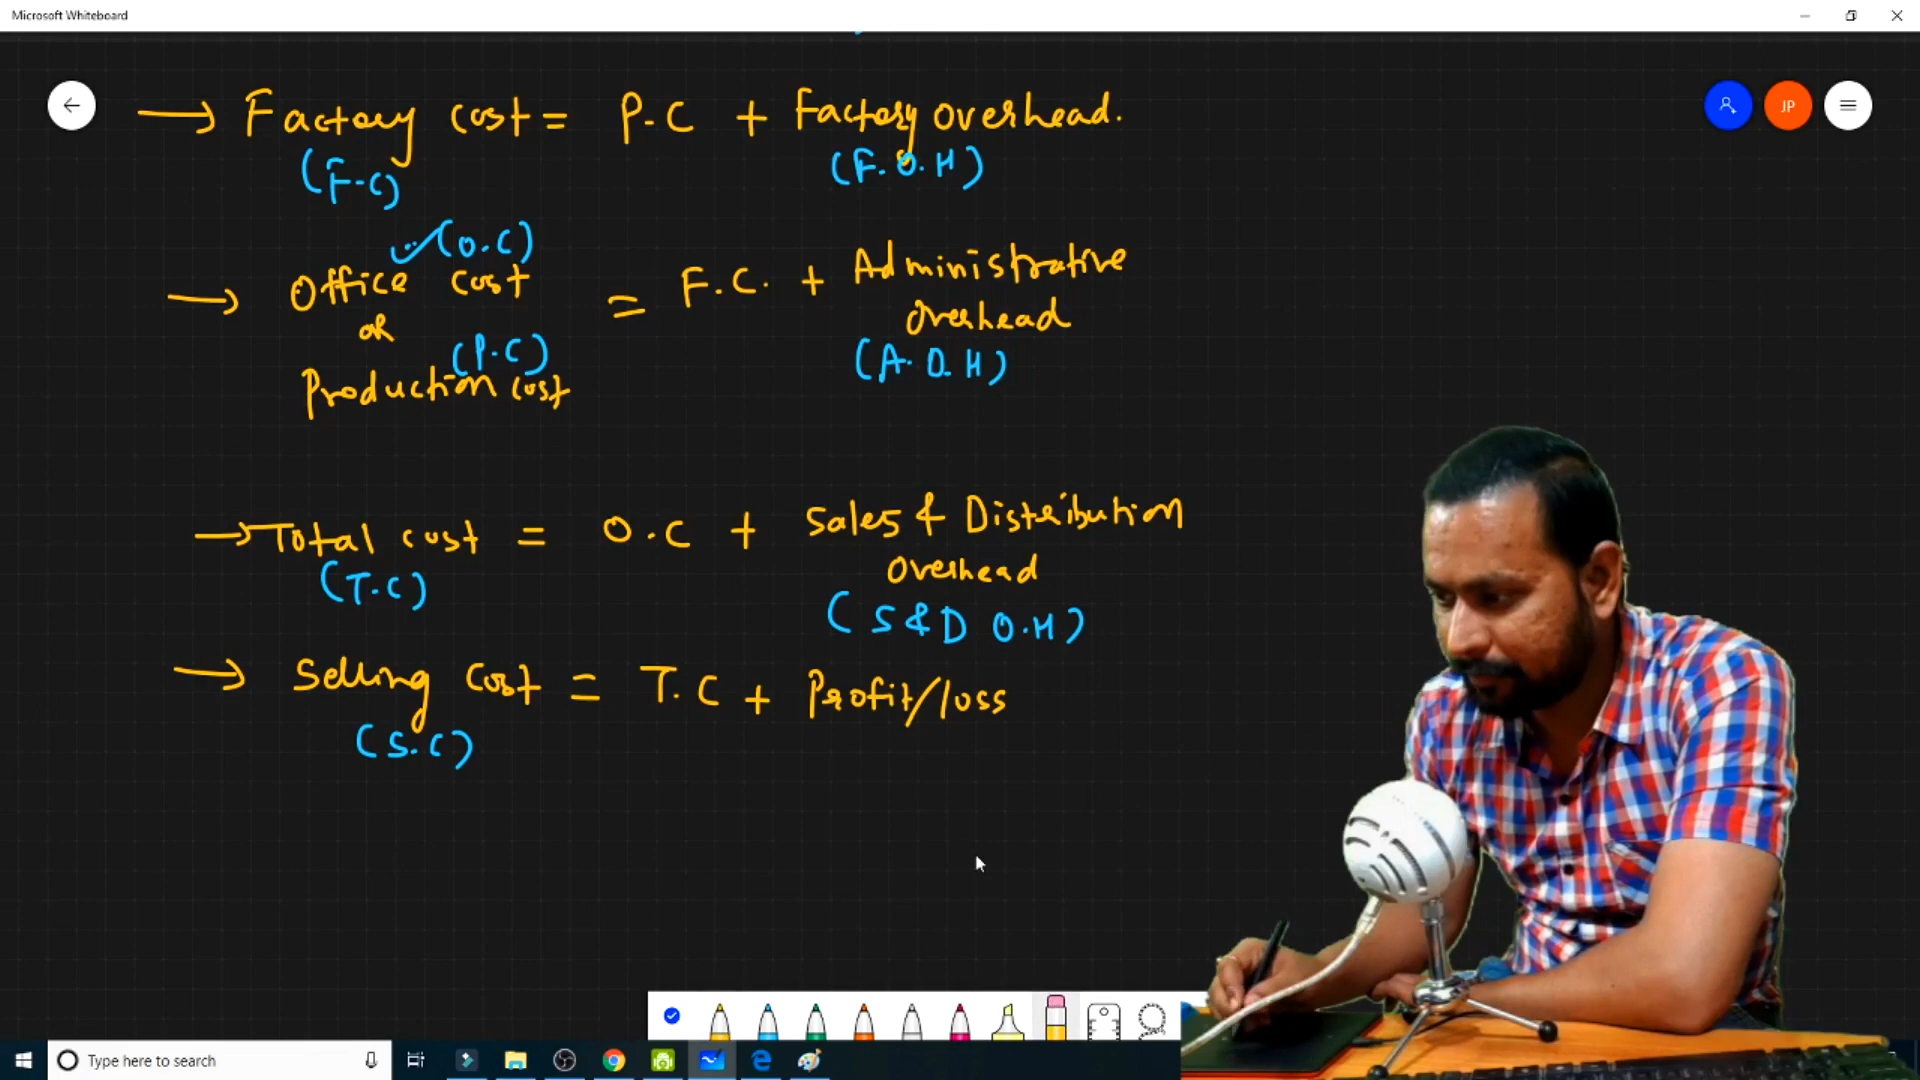 Microsoft Whiteboard
JP
→ Factory cost = P.C + Factory overhead.
(F.C) (F.O.H)
(O.C)
→ Office cost = F.C. + Administrative
or overhead
(P.C) (A.O.H)
Production cost
→ Total cost = O.C + Sales & Distribution
Overhead
(T.C) (S & D O.H)
→ Selling cost = T.C + Profit/loss
(S.C)
Type here to search